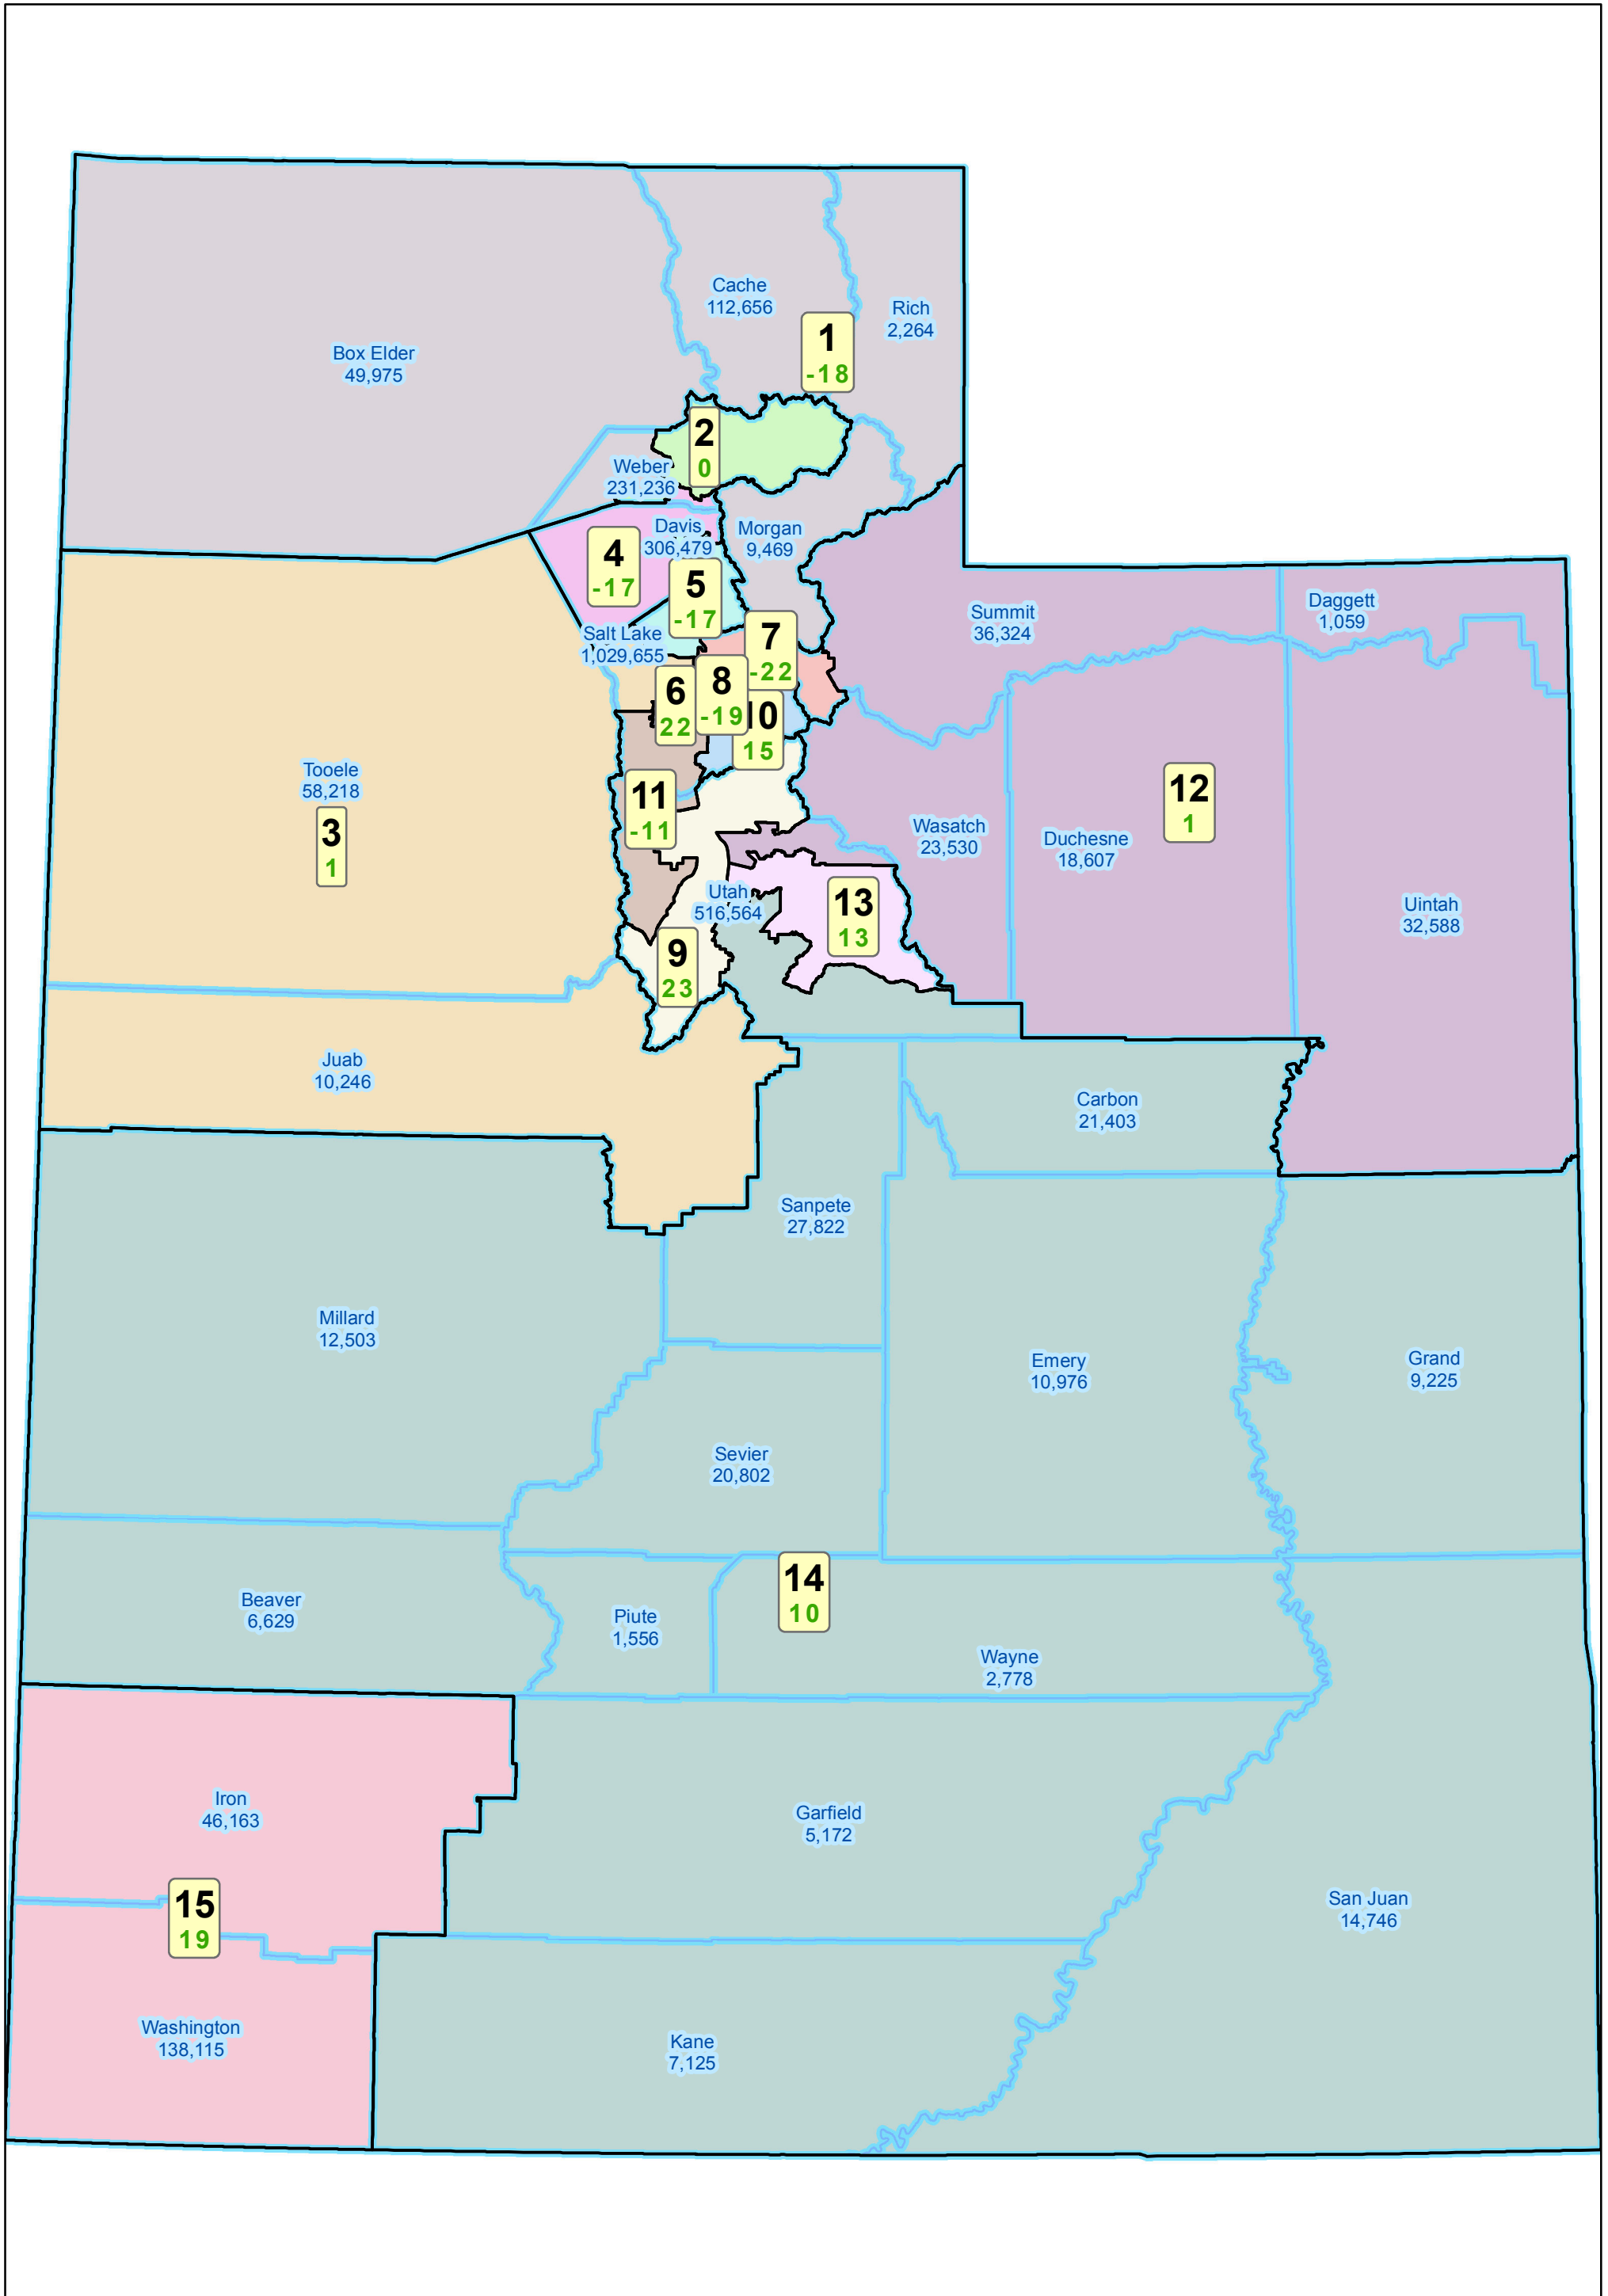 Cache
112,656
Rich
2,264
1
-18
Box Elder
49,975
2
0
Weber
231,236
Davis
306,479
Morgan
9,469
4
-17
5
-17
Summit
36,324
Daggett
1,059
Salt Lake
1,029,655
7
-22
8
-19
6
22
10
15
Tooele
58,218
3
1
11
-11
12
1
Wasatch
23,530
Duchesne
18,607
Uintah
32,588
Utah
516,564
13
13
9
23
Juab
10,246
Carbon
21,403
Sanpete
27,822
Millard
12,503
Emery
10,976
Grand
9,225
Sevier
20,802
14
10
Beaver
6,629
Piute
1,556
Wayne
2,778
Iron
46,163
Garfield
5,172
15
19
San Juan
14,746
Washington
138,115
Kane
7,125